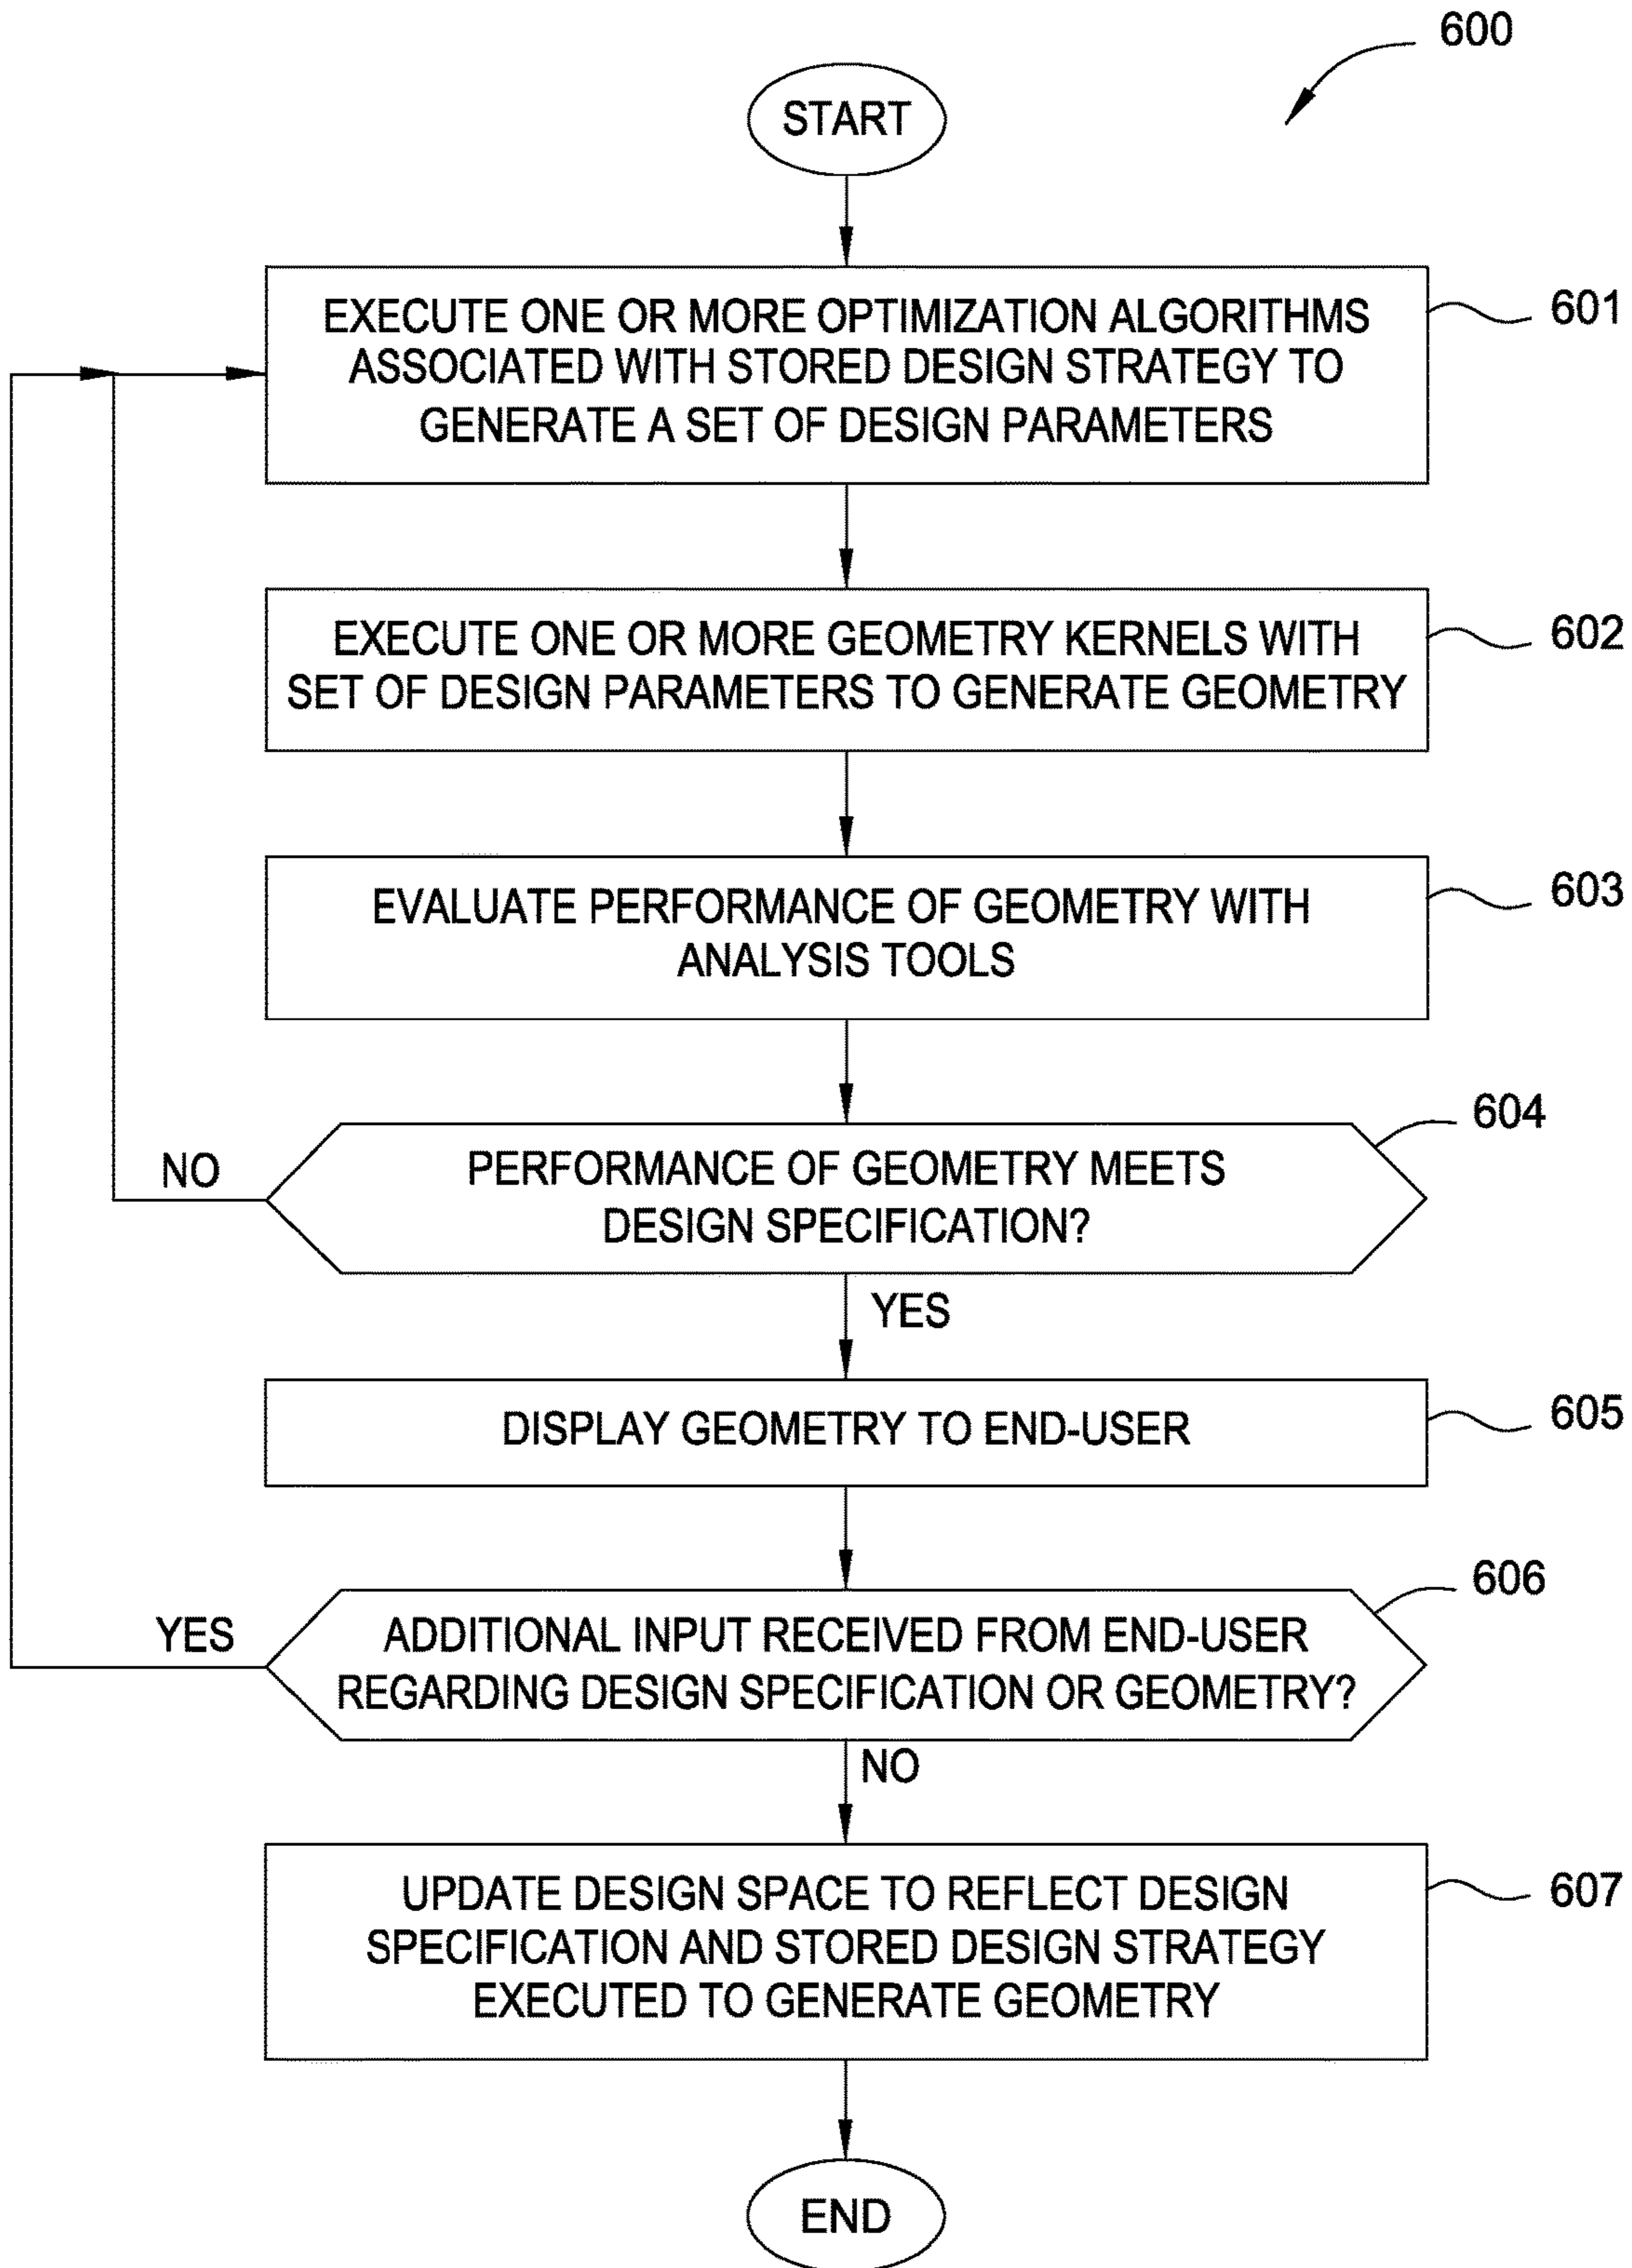 600
START
EXECUTE ONE OR MORE OPTIMIZATION ALGORITHMS
ASSOCIATED WITH STORED DESIGN STRATEGY TO
GENERATE A SET OF DESIGN PARAMETERS
601
EXECUTE ONE OR MORE GEOMETRY KERNELS WITH
SET OF DESIGN PARAMETERS TO GENERATE GEOMETRY
602
EVALUATE PERFORMANCE OF GEOMETRY WITH
ANALYSIS TOOLS
603
604
NO
PERFORMANCE OF GEOMETRY MEETS
DESIGN SPECIFICATION?
YES
DISPLAY GEOMETRY TO END-USER
605
606
YES
ADDITIONAL INPUT RECEIVED FROM END-USER
REGARDING DESIGN SPECIFICATION OR GEOMETRY?
NO
UPDATE DESIGN SPACE TO REFLECT DESIGN
SPECIFICATION AND STORED DESIGN STRATEGY
EXECUTED TO GENERATE GEOMETRY
607
END